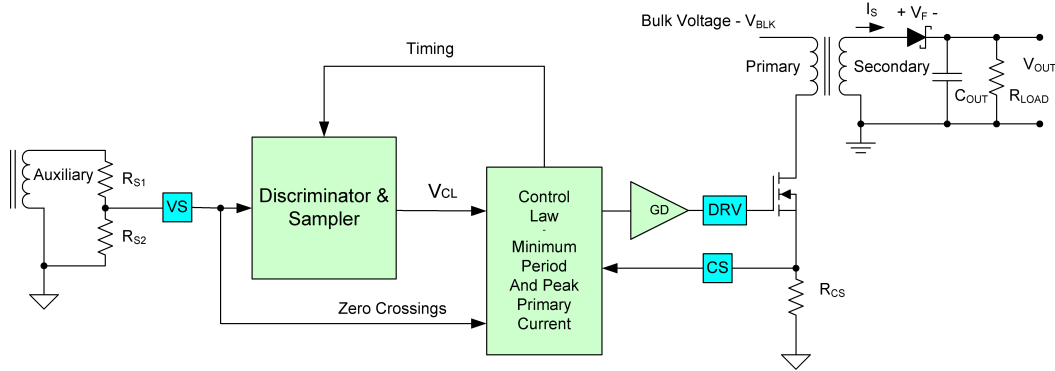 Bulk Voltage - VBLK
IS
+ VF -
Timing
Primary
Secondary
VOUT
COUT
RLOAD
Auxiliary
RS1
RS2
VS
Discriminator &
Sampler
VCL
Control
Law
-
Minimum
Period
And Peak
Primary
Current
GD
DRV
CS
RCS
Zero Crossings